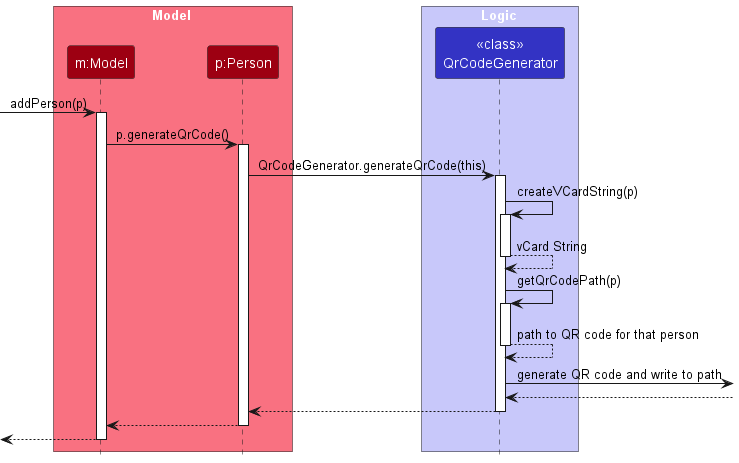 Model
Logic
«class»
QrCodeGenerator
m:Model
p:Person
addPerson(p)
p.generateQrCode()
QrCodeGenerator.generateQrCode(this)
createVCardString(p)
vCard String
getQrCodePath(p)
path to QR code for that person
generate QR code and write to path